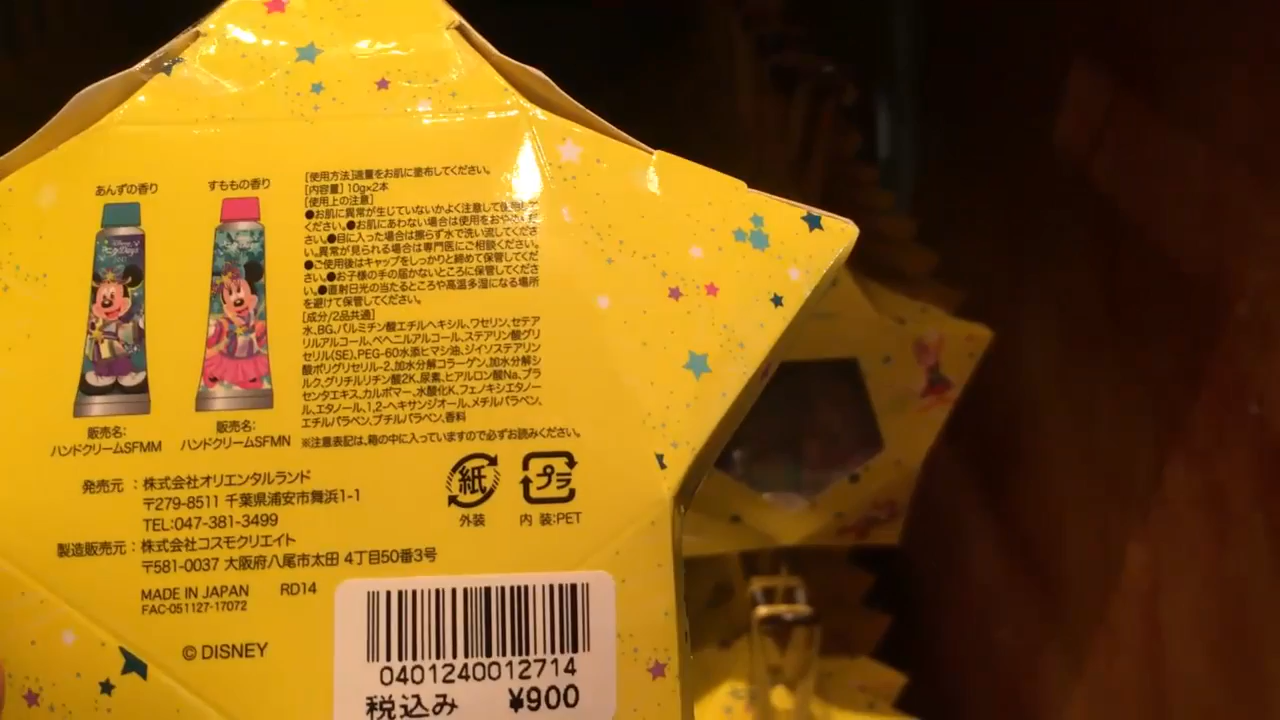 あんずの香り
すももの香り
[使用方法]適量をお肌に塗布してください。
[内容量] 10g×2本
[使用上の注意]
●お肌に異常が生じていないかよく注意して使用して
ください。●お肌にあわない場合は使用をおやめくだ
さい。●目に入った場合は擦らず水で洗い流してくださ
い。異常が見られる場合は専門医にご相談ください。
●ご使用後はキャップをしっかりと締めて保管してくだ
さい。●お子様の手の届かないところに保管してくださ
い。●直射日光の当たるところや高温多湿になる場所
を避けて保管してください。
[成分/2品共通]
水、BG、パルミチン酸エチルヘキシル、ワセリン、セテア
リルアルコール、ベヘニルアルコール、ステアリン酸グリ
セリル(SE)、PEG-60水添ヒマシ油、ジイソステアリン
酸ポリグリセリル-2、加水分解コラーゲン、加水分解シ
ルク、グリチルリチン酸2K、尿素、ヒアルロン酸Na、プラ
センタエキス、カルボマー、水酸化K、フェノキシエタノー
ル、エタノール、1,2-ヘキサンジオール、メチルパラベン、
エチルパラベン、ブチルパラベン、香料
※注意表記は、箱の中に入っていますので必ずお読みください。
販売名:
ハンドクリームSFMM
販売名:
ハンドクリームSFMN
発売元 : 株式会社オリエンタルランド
〒279-8511 千葉県浦安市舞浜1-1
TEL:047-381-3499
製造販売元 : 株式会社コスモクリエイト
〒581-0037 大阪府八尾市太田 4丁目50番3号
紙
外装
プラ
内 装:PET
MADE IN JAPAN RD14
FAC-051127-17072
© DISNEY
0401240012714
税込み ¥900